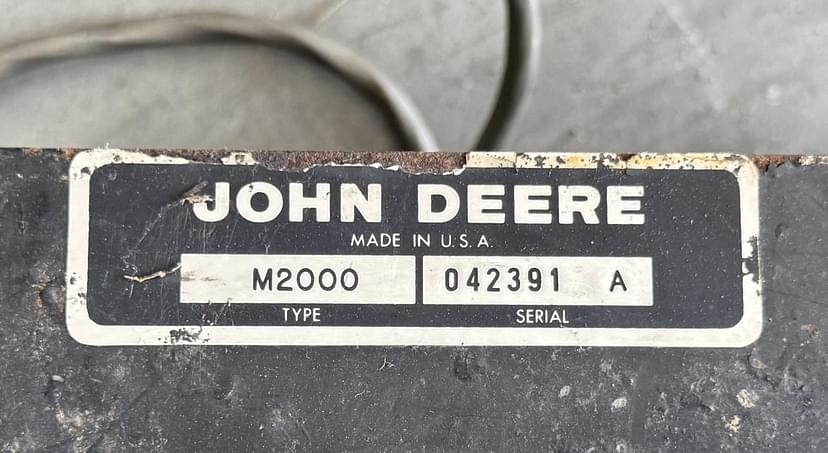 JOHN DEERE
MADE IN U.S.A.
M2000 042391 A
TYPE SERIAL